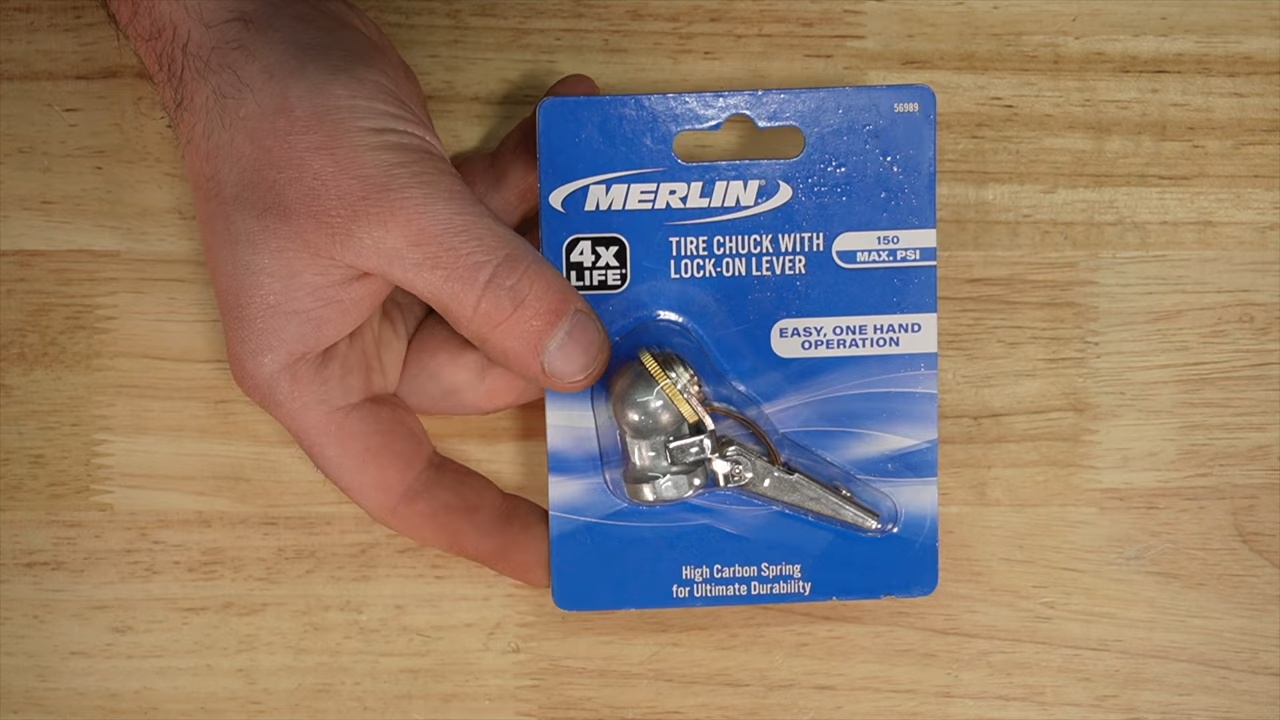 56989
MERLIN®
4x
LIFE*
TIRE CHUCK WITH
LOCK-ON LEVER
150
MAX. PSI
EASY, ONE HAND
OPERATION
High Carbon Spring
for Ultimate Durability